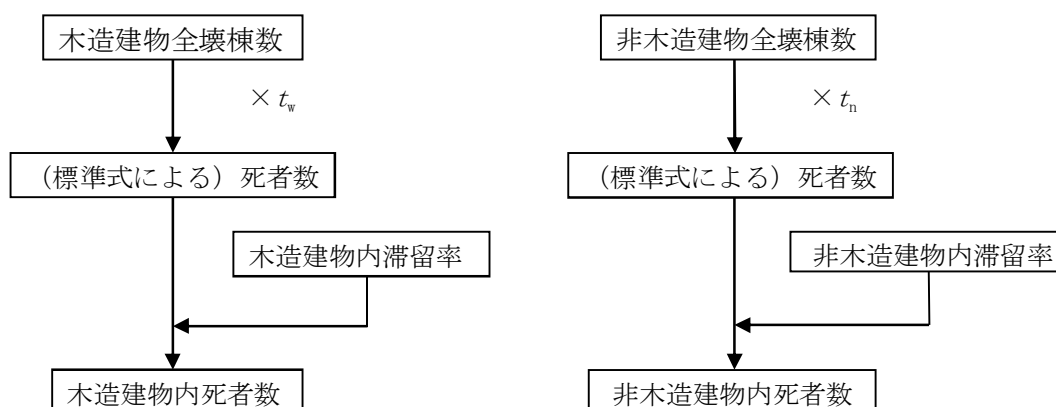 木造建物全壊棟数
× tw
(標準式による)死者数
木造建物内滞留率
木造建物内死者数
非木造建物全壊棟数
× tn
(標準式による)死者数
非木造建物内滞留率
非木造建物内死者数